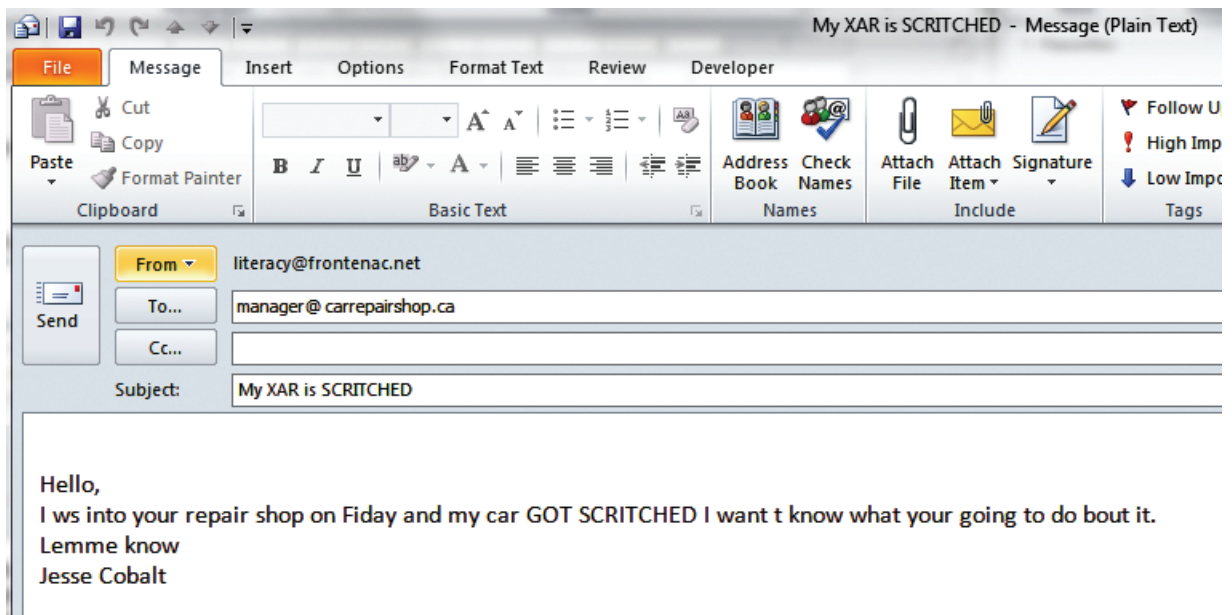 My XAR is SCRITCHED - Message (Plain Text)
File Message Insert Options Format Text Review Developer
Cut
Copy
Format Painter
Paste
Clipboard
B I U
Basic Text
Address Book
Check Names
Names
Attach File
Attach Item
Signature
Include
Follow U
High Imp
Low Impo
Tags
Send
From literacy@frontenac.net
To... manager@ carrepairshop.ca
Cc...
Subject: My XAR is SCRITCHED
Hello,
I ws into your repair shop on Fiday and my car GOT SCRITCHED I want t know what your going to do bout it.
Lemme know
Jesse Cobalt